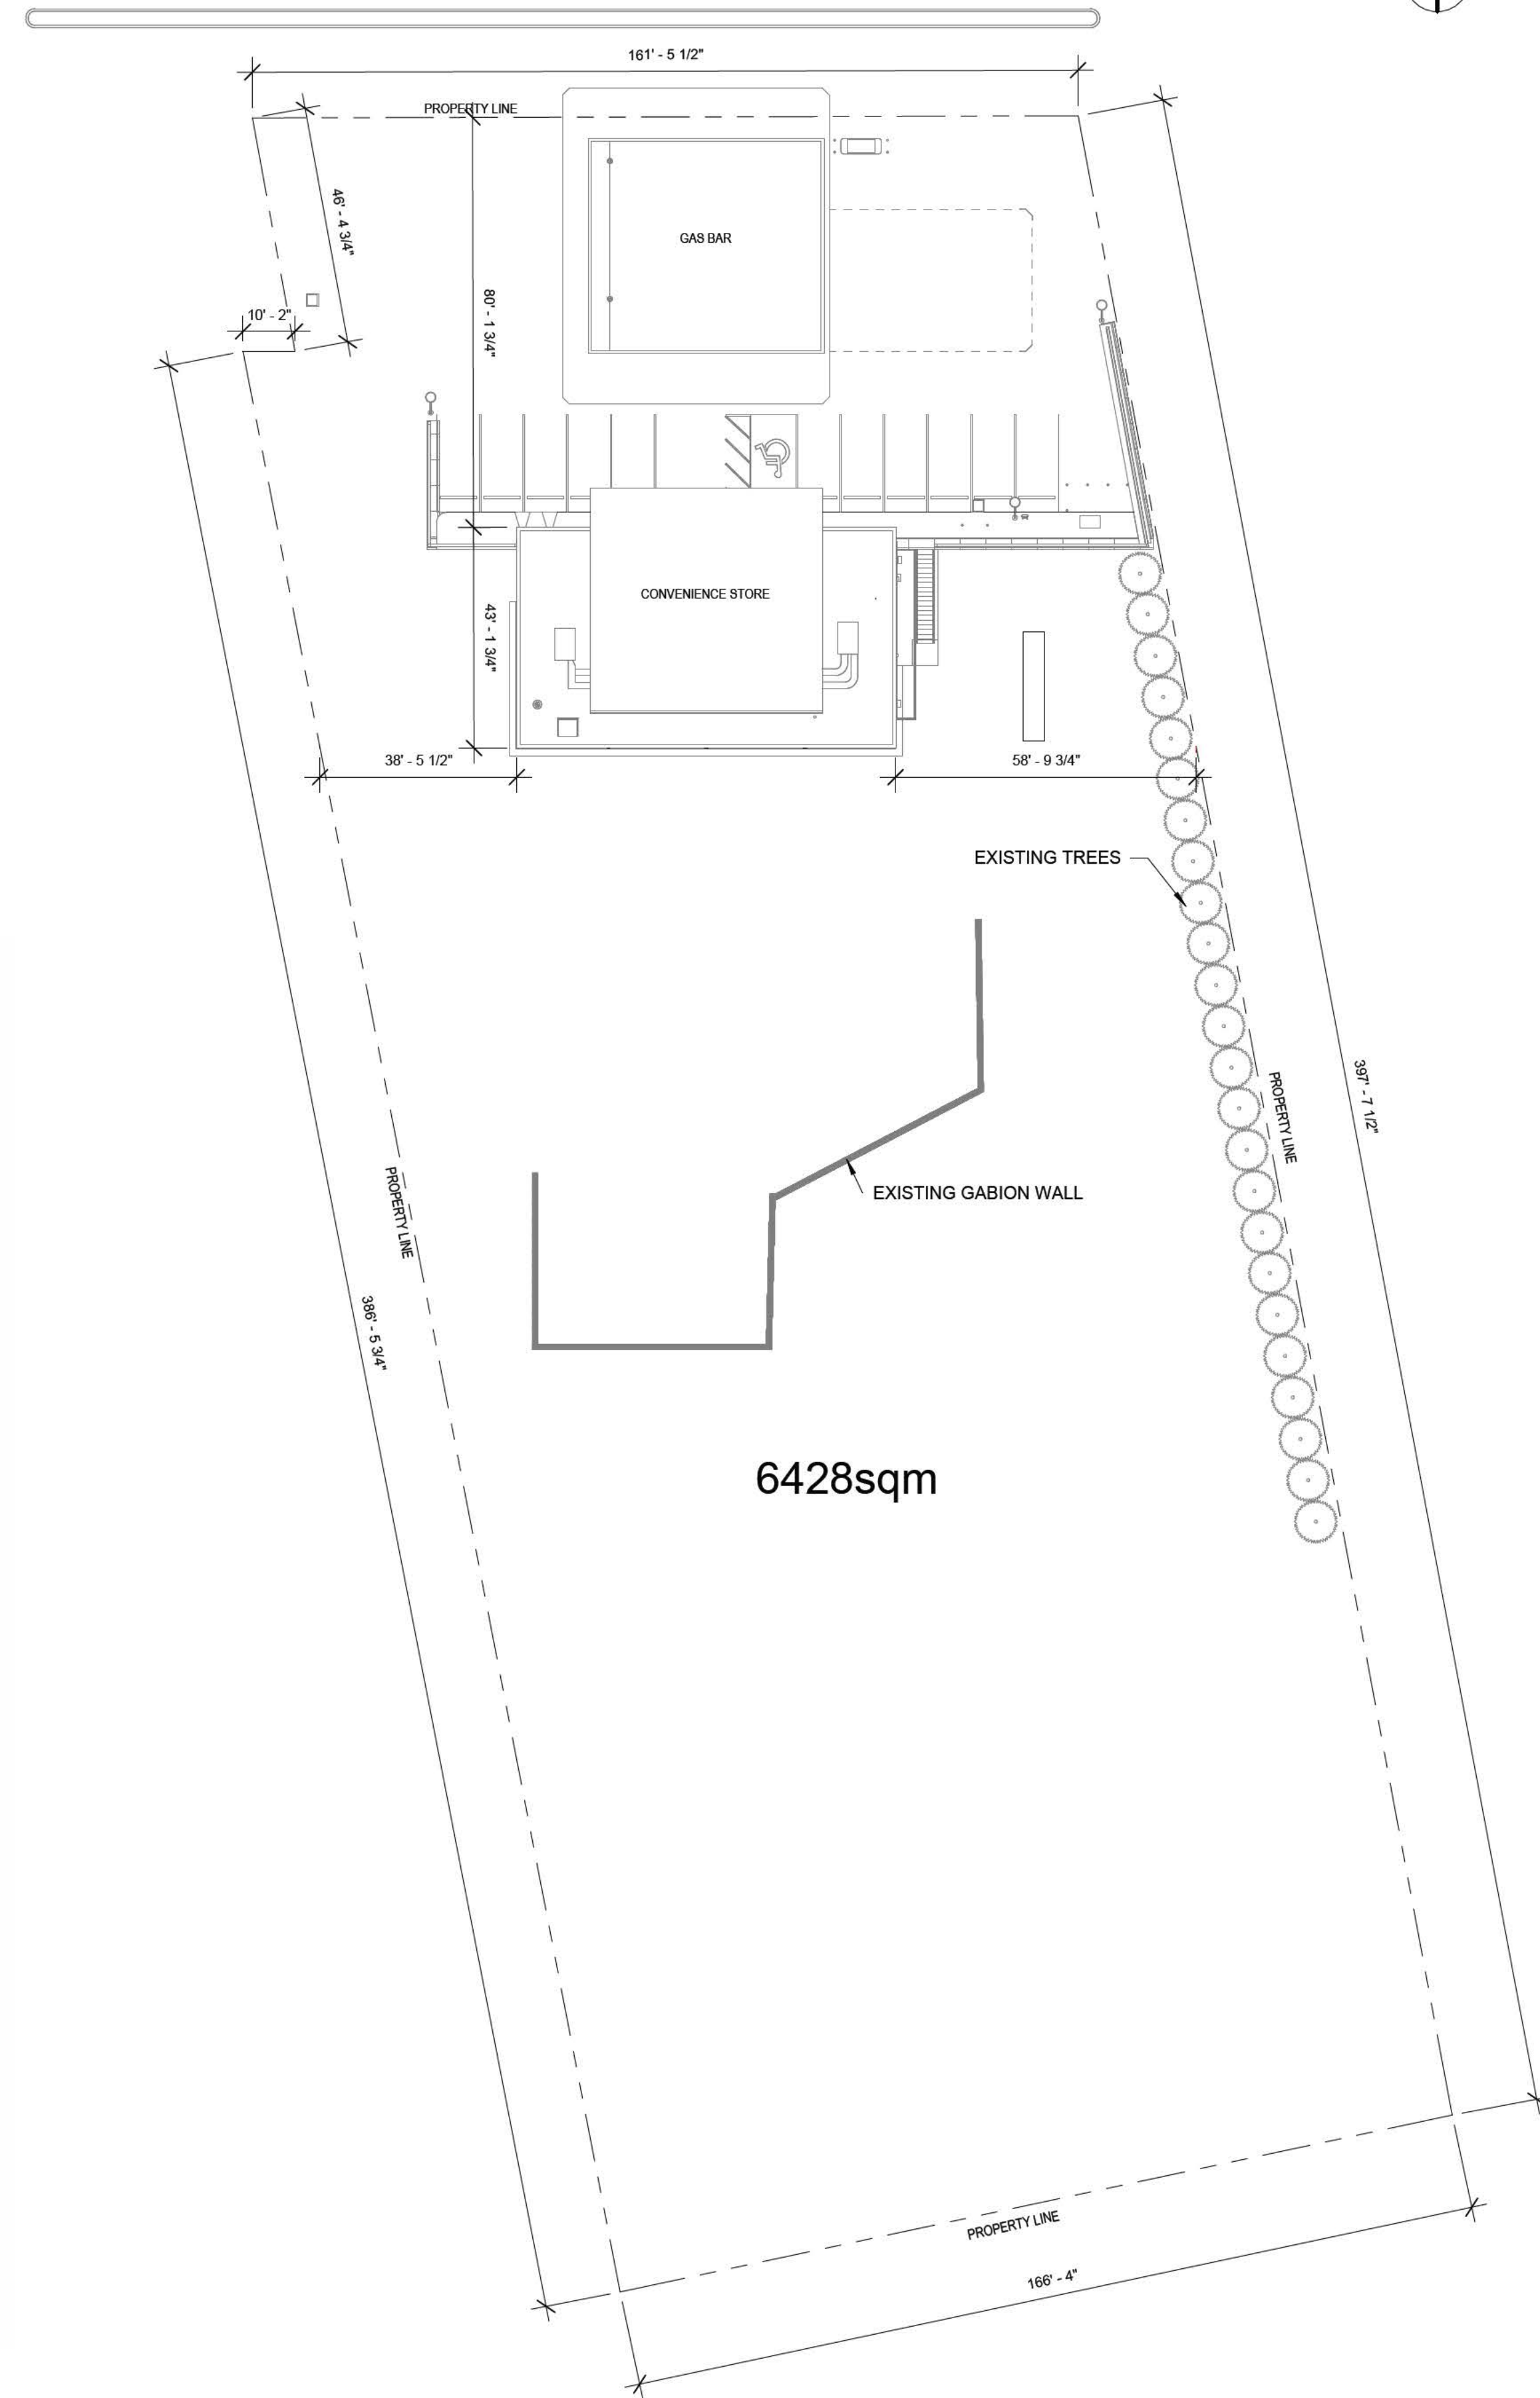 161' - 5 1/2"
PROPERTY LINE
46' - 4 3/4"
GAS BAR
10' - 2"
80' - 1 3/4"
CONVENIENCE STORE
43' - 1 3/4"
38' - 5 1/2"
58' - 9 3/4"
EXISTING TREES
397' - 7 1/2"
PROPERTY LINE
PROPERTY LINE
EXISTING GABION WALL
386' - 5 3/4"
6428sqm
PROPERTY LINE
166' - 4"